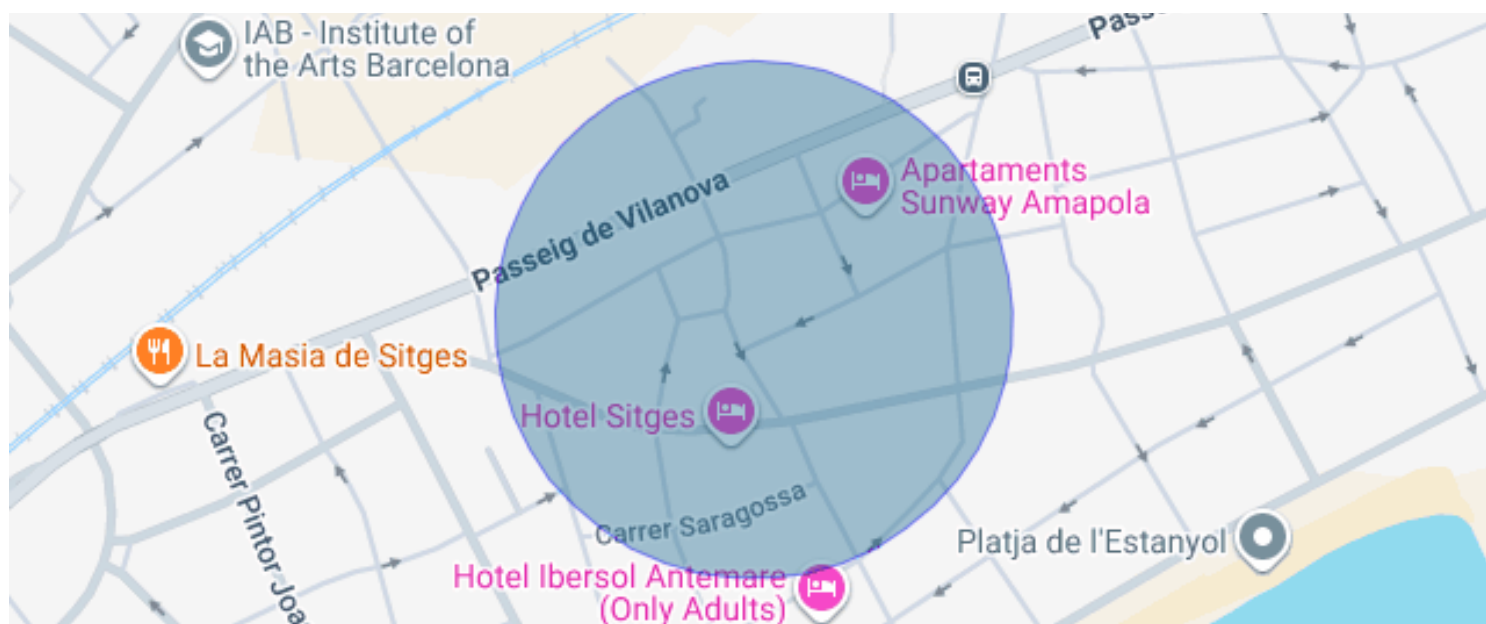 IAB - Institute of
the Arts Barcelona
Passeig de Vilanova
Apartaments
Sunway Amapola
La Masia de Sitges
Hotel Sitges
Carrer Pintor Joa
Carrer Saragossa
Platja de l'Estanyol
Hotel Ibersol Antemare
(Only Adults)